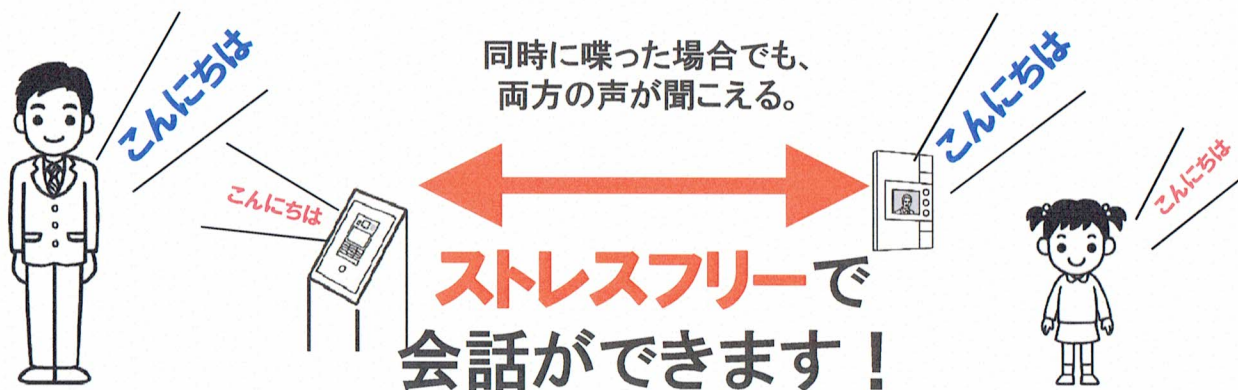 こんにちは
こんにちは
同時に喋った場合でも、
両方の声が聞こえる。
ストレスフリーで
会話ができます！
こんにちは
こんにちは